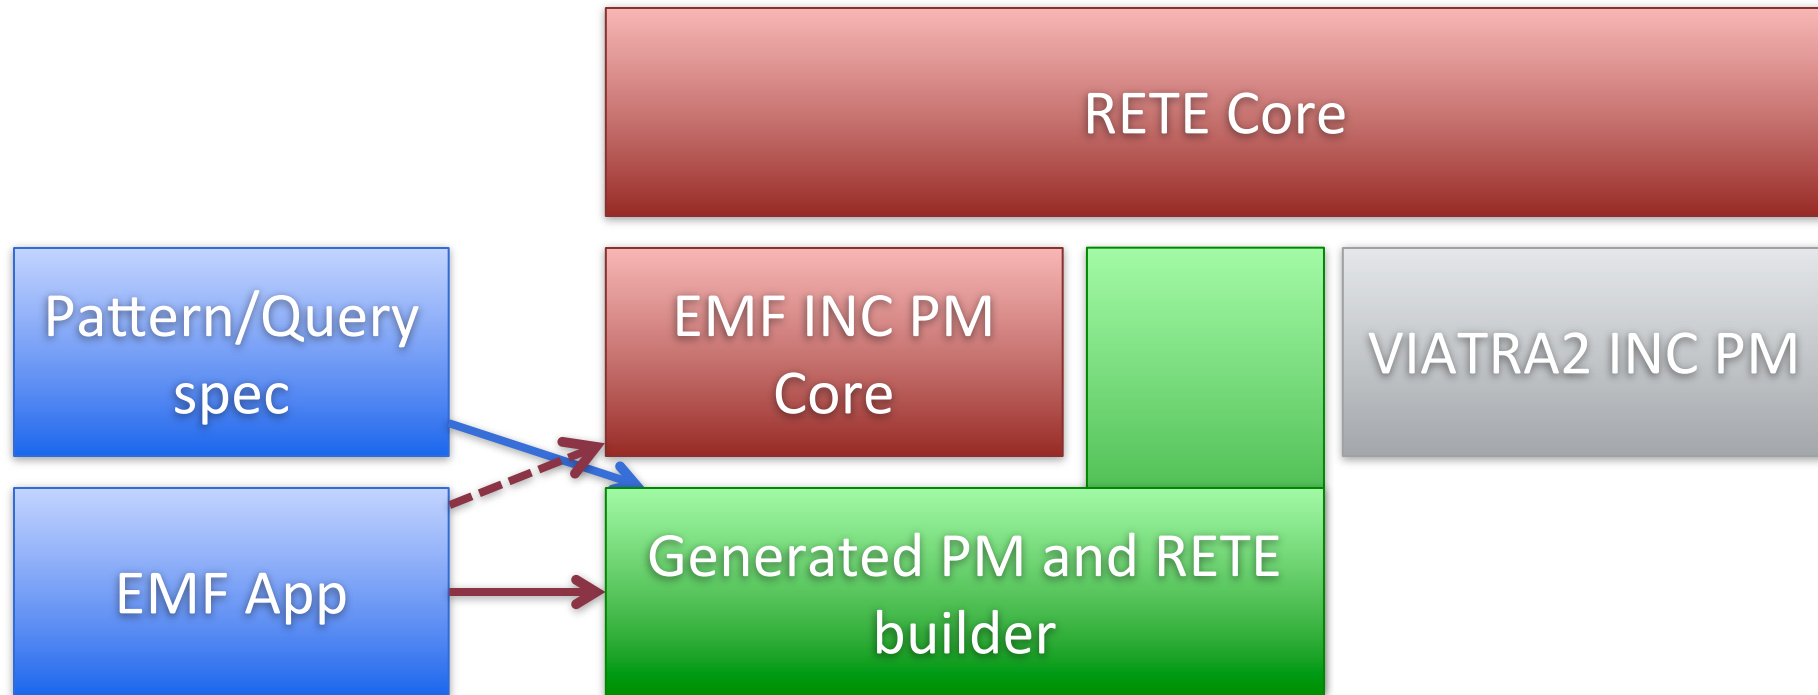 RETE Core
Pattern/Query
spec
EMF INC PM
Core
VIATRA2 INC PM
EMF App
Generated PM and RETE
builder